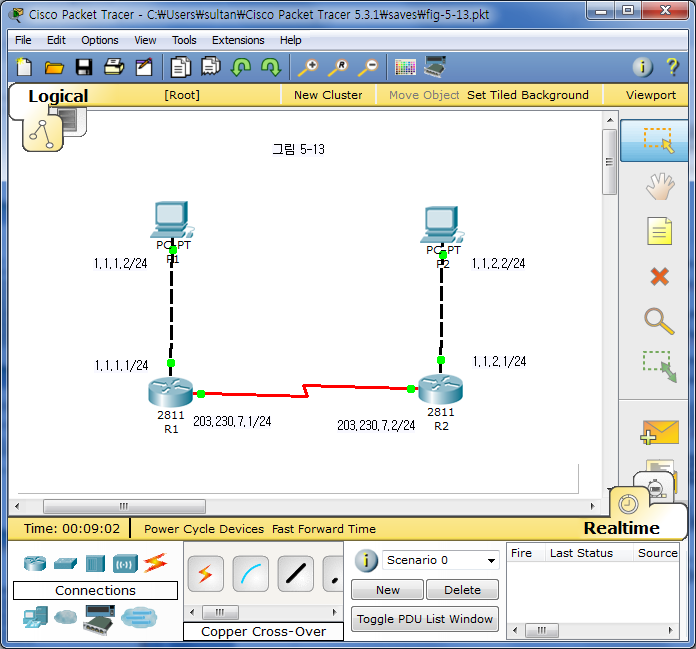 Cisco Packet Tracer - C:₩Users₩sultan₩Cisco Packet Tracer 5.3.1₩saves₩fig-5-13.pkt
File Edit Options View Tools Extensions Help
Logical [Root] New Cluster Move Object Set Tiled Background Viewport
그림 5-13
PC-PT
P1
1.1.1.2/24
PC-PT
P2
1.1.2.2/24
1.1.1.1/24
1.1.2.1/24
2811
R1
203.230.7.1/24
203.230.7.2/24
2811
R2
Time: 00:09:02 Power Cycle Devices Fast Forward Time Realtime
Connections
Copper Cross-Over
i Scenario 0
New Delete
Toggle PDU List Window
Fire Last Status Source